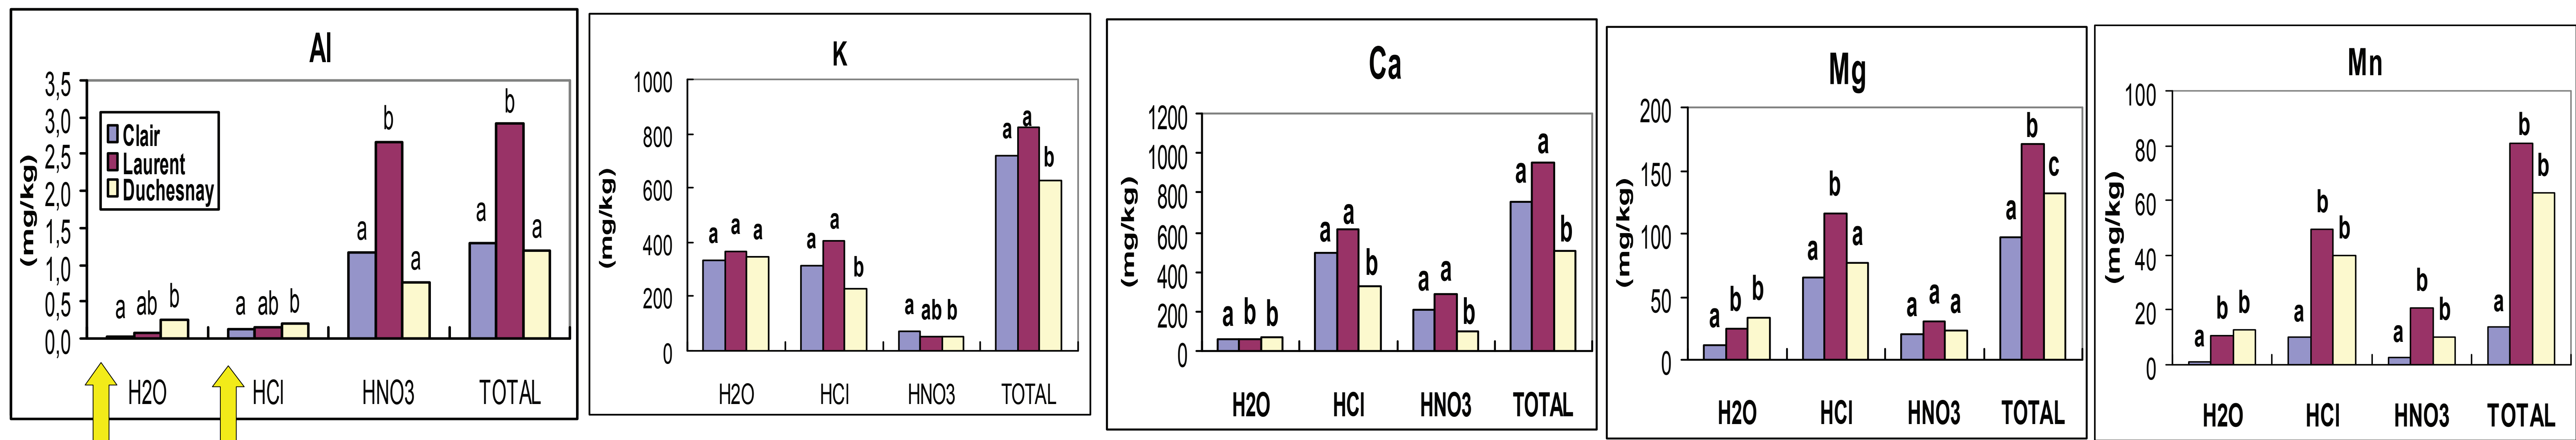 Al
3,5
3,0
2,5
2,0
1,5
1,0
0,5
0,0
(mg/kg)
Clair
Laurent
Duchesnay
a ab b
a ab b
a b a
a b a
H2O HCl HNO3 TOTAL
K
1000
800
600
400
200
0
(mg/kg)
a a a
a a b
a ab b
a a b
H2O HCl HNO3 TOTAL
Ca
1200
1000
800
600
400
200
0
(mg/kg)
a b b
a a b
a a b
a a b
H2O HCl HNO3 TOTAL
Mg
200
150
100
50
0
(mg/kg)
a b b
a b a
a a a
a b c
H2O HCl HNO3 TOTAL
Mn
100
80
60
40
20
0
(mg/kg)
a b b
a b b
a b b
a b b
H2O HCl HNO3 TOTAL